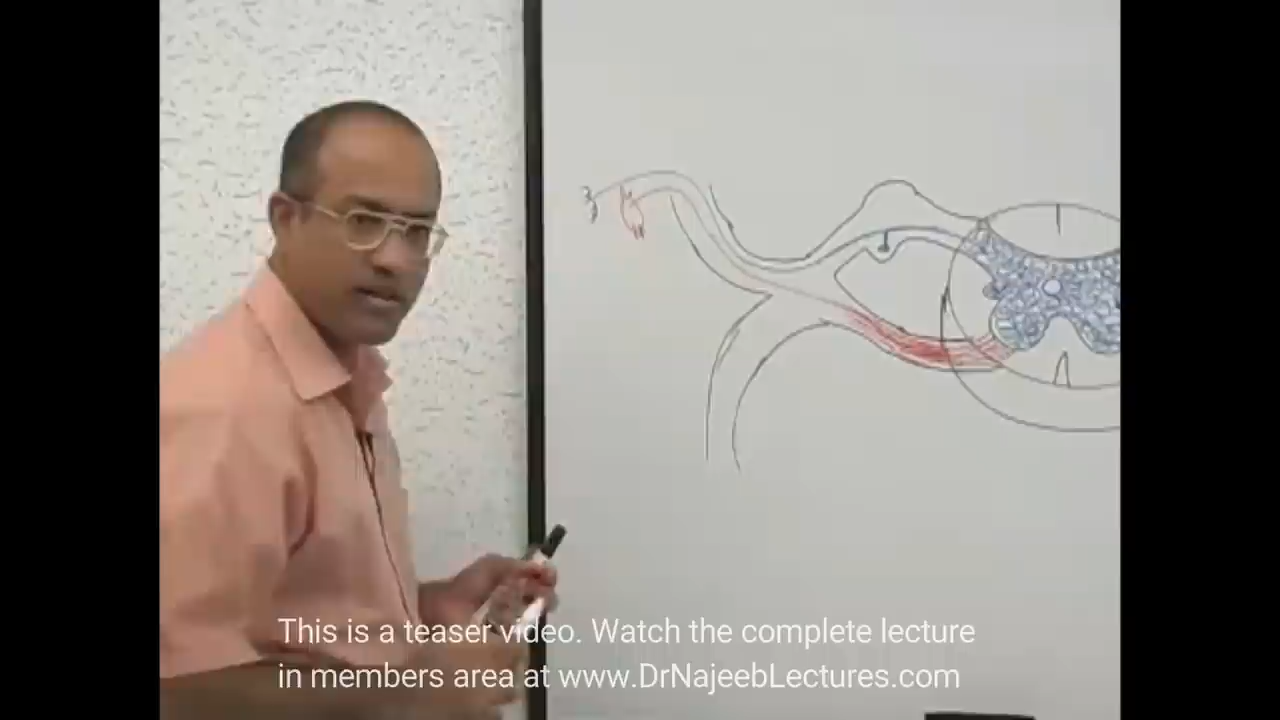 This is a teaser video. Watch the complete lecture
in members area at www.DrNajeebLectures.com